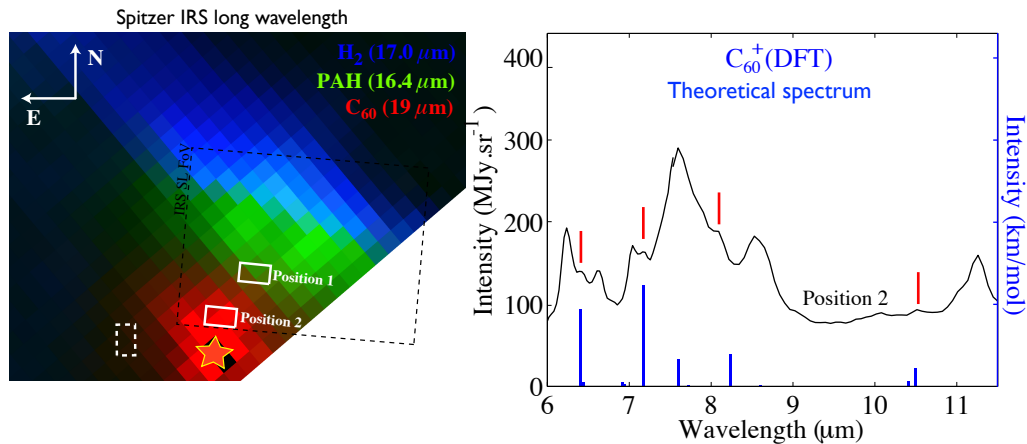 Spitzer IRS long wavelength
N
E
H₂ (17.0 μm)
PAH (16.4 μm)
C₆₀ (19 μm)
IRS SL FoV
Position 1
Position 2
Intensity (MJy.sr⁻¹)
400
300
200
100
0
C₆₀⁺(DFT)
Theoretical spectrum
Position 2
6 7 8 9 10 11
Wavelength (μm)
Intensity (km/mol)